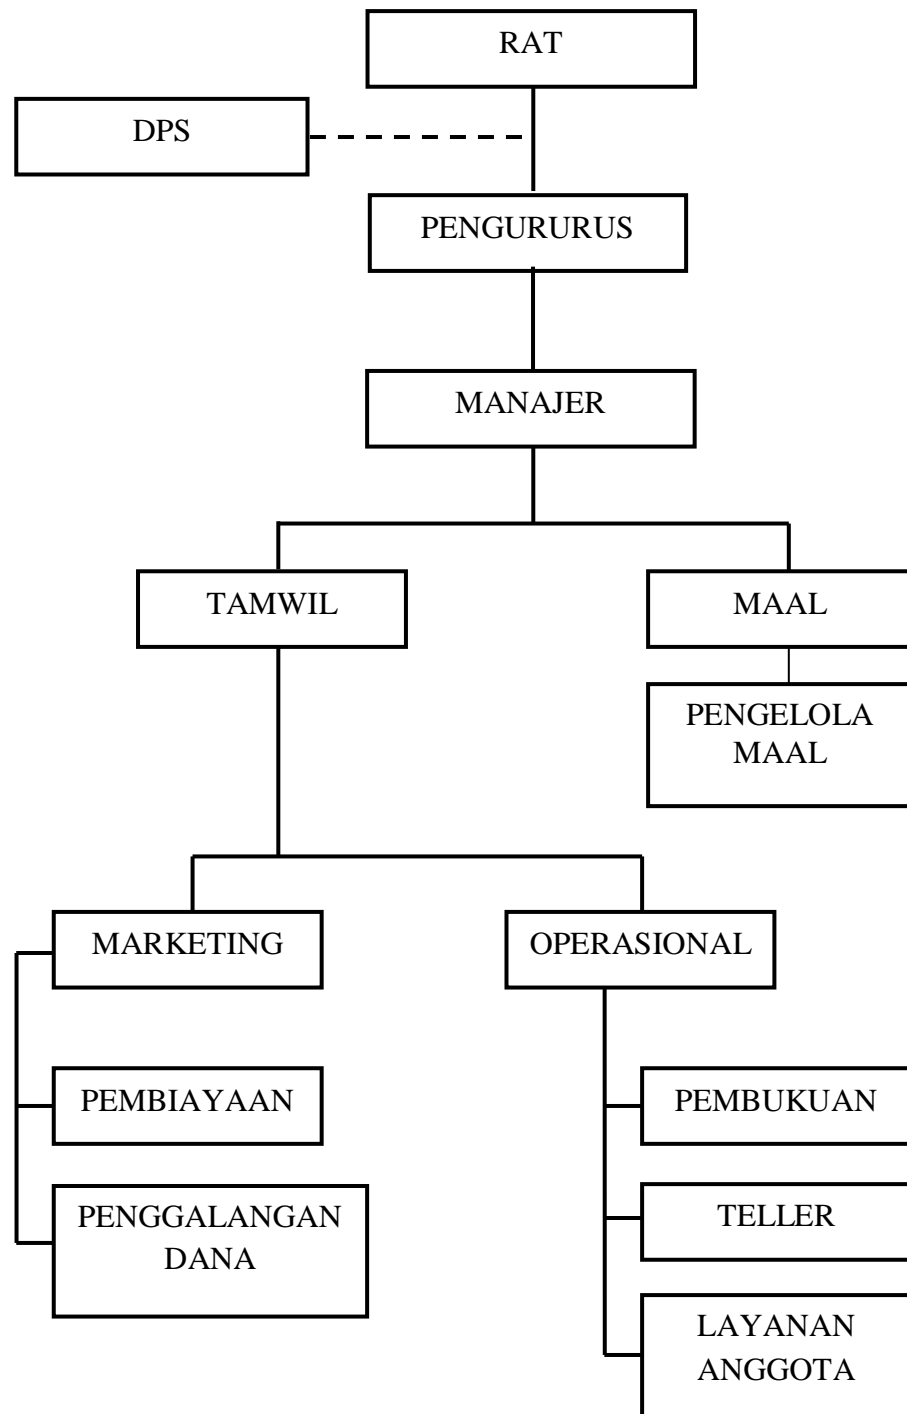 RAT
DPS
PENGURURUS
MANAJER
TAMWIL
MAAL
PENGELOLA
MAAL
MARKETING
OPERASIONAL
PEMBIAYAAN
PEMBUKUAN
PENGGALANGAN
DANA
TELLER
LAYANAN
ANGGOTA